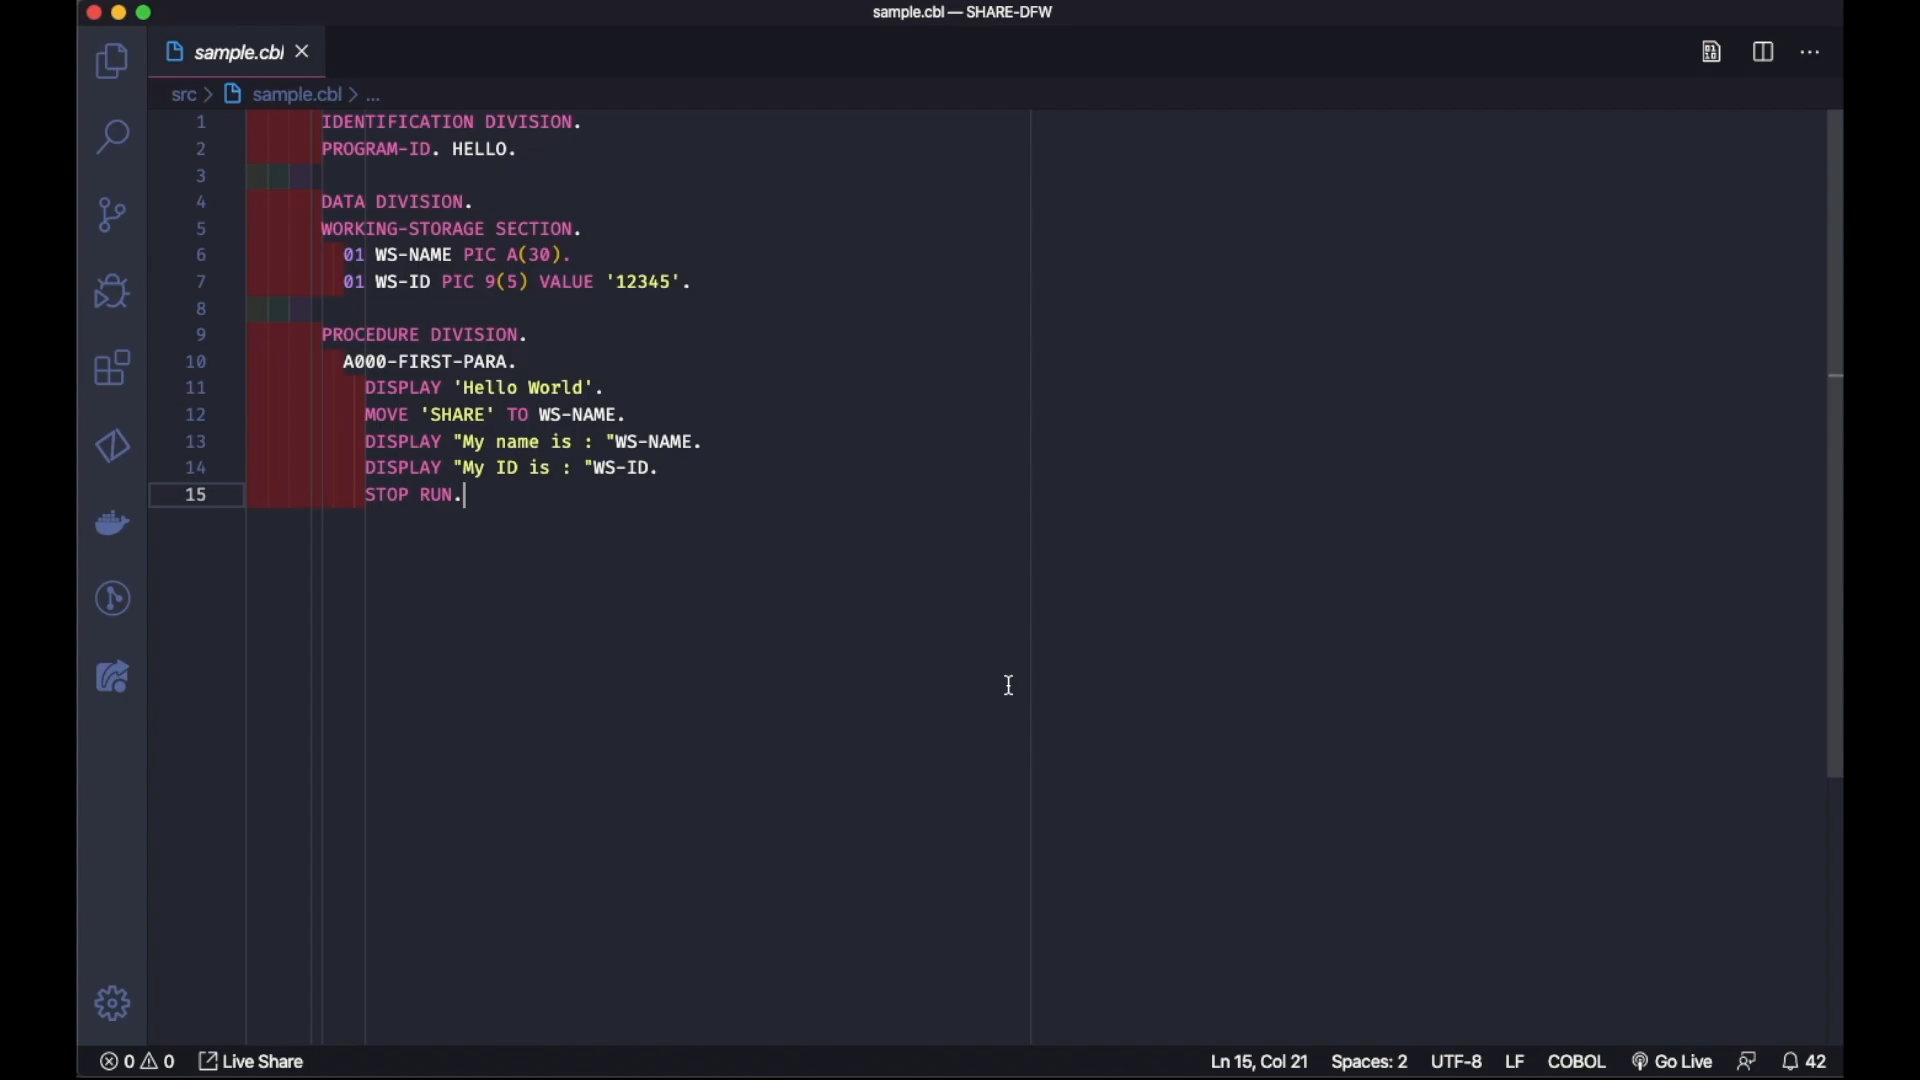 sample.cbl — SHARE-DFW
sample.cbl
src > sample.cbl > ...
1 IDENTIFICATION DIVISION.
2 PROGRAM-ID. HELLO.
3
4 DATA DIVISION.
5 WORKING-STORAGE SECTION.
6 01 WS-NAME PIC A(30).
7 01 WS-ID PIC 9(5) VALUE '12345'.
8
9 PROCEDURE DIVISION.
10 A000-FIRST-PARA.
11 DISPLAY 'Hello World'.
12 MOVE 'SHARE' TO WS-NAME.
13 DISPLAY "My name is : "WS-NAME.
14 DISPLAY "My ID is : "WS-ID.
15 STOP RUN.
0 0 Live Share Ln 15, Col 21 Spaces: 2 UTF-8 LF COBOL Go Live 42